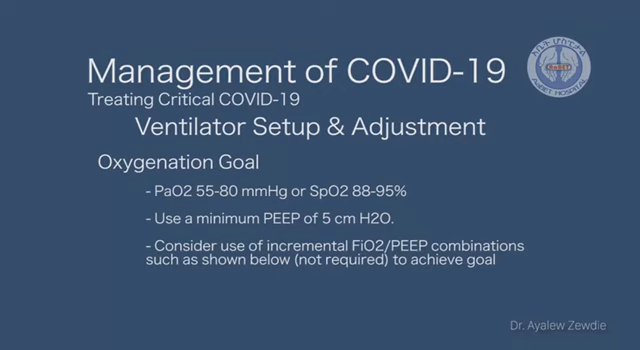 Management of COVID-19
Treating Critical COVID-19
Ventilator Setup & Adjustment
Oxygenation Goal
- PaO2 55-80 mmHg or SpO2 88-95%
- Use a minimum PEEP of 5 cm H2O.
- Consider use of incremental FiO2/PEEP combinations
such as shown below (not required) to achieve goal
Dr. Ayalew Zewdie
AaBET HOSPITAL